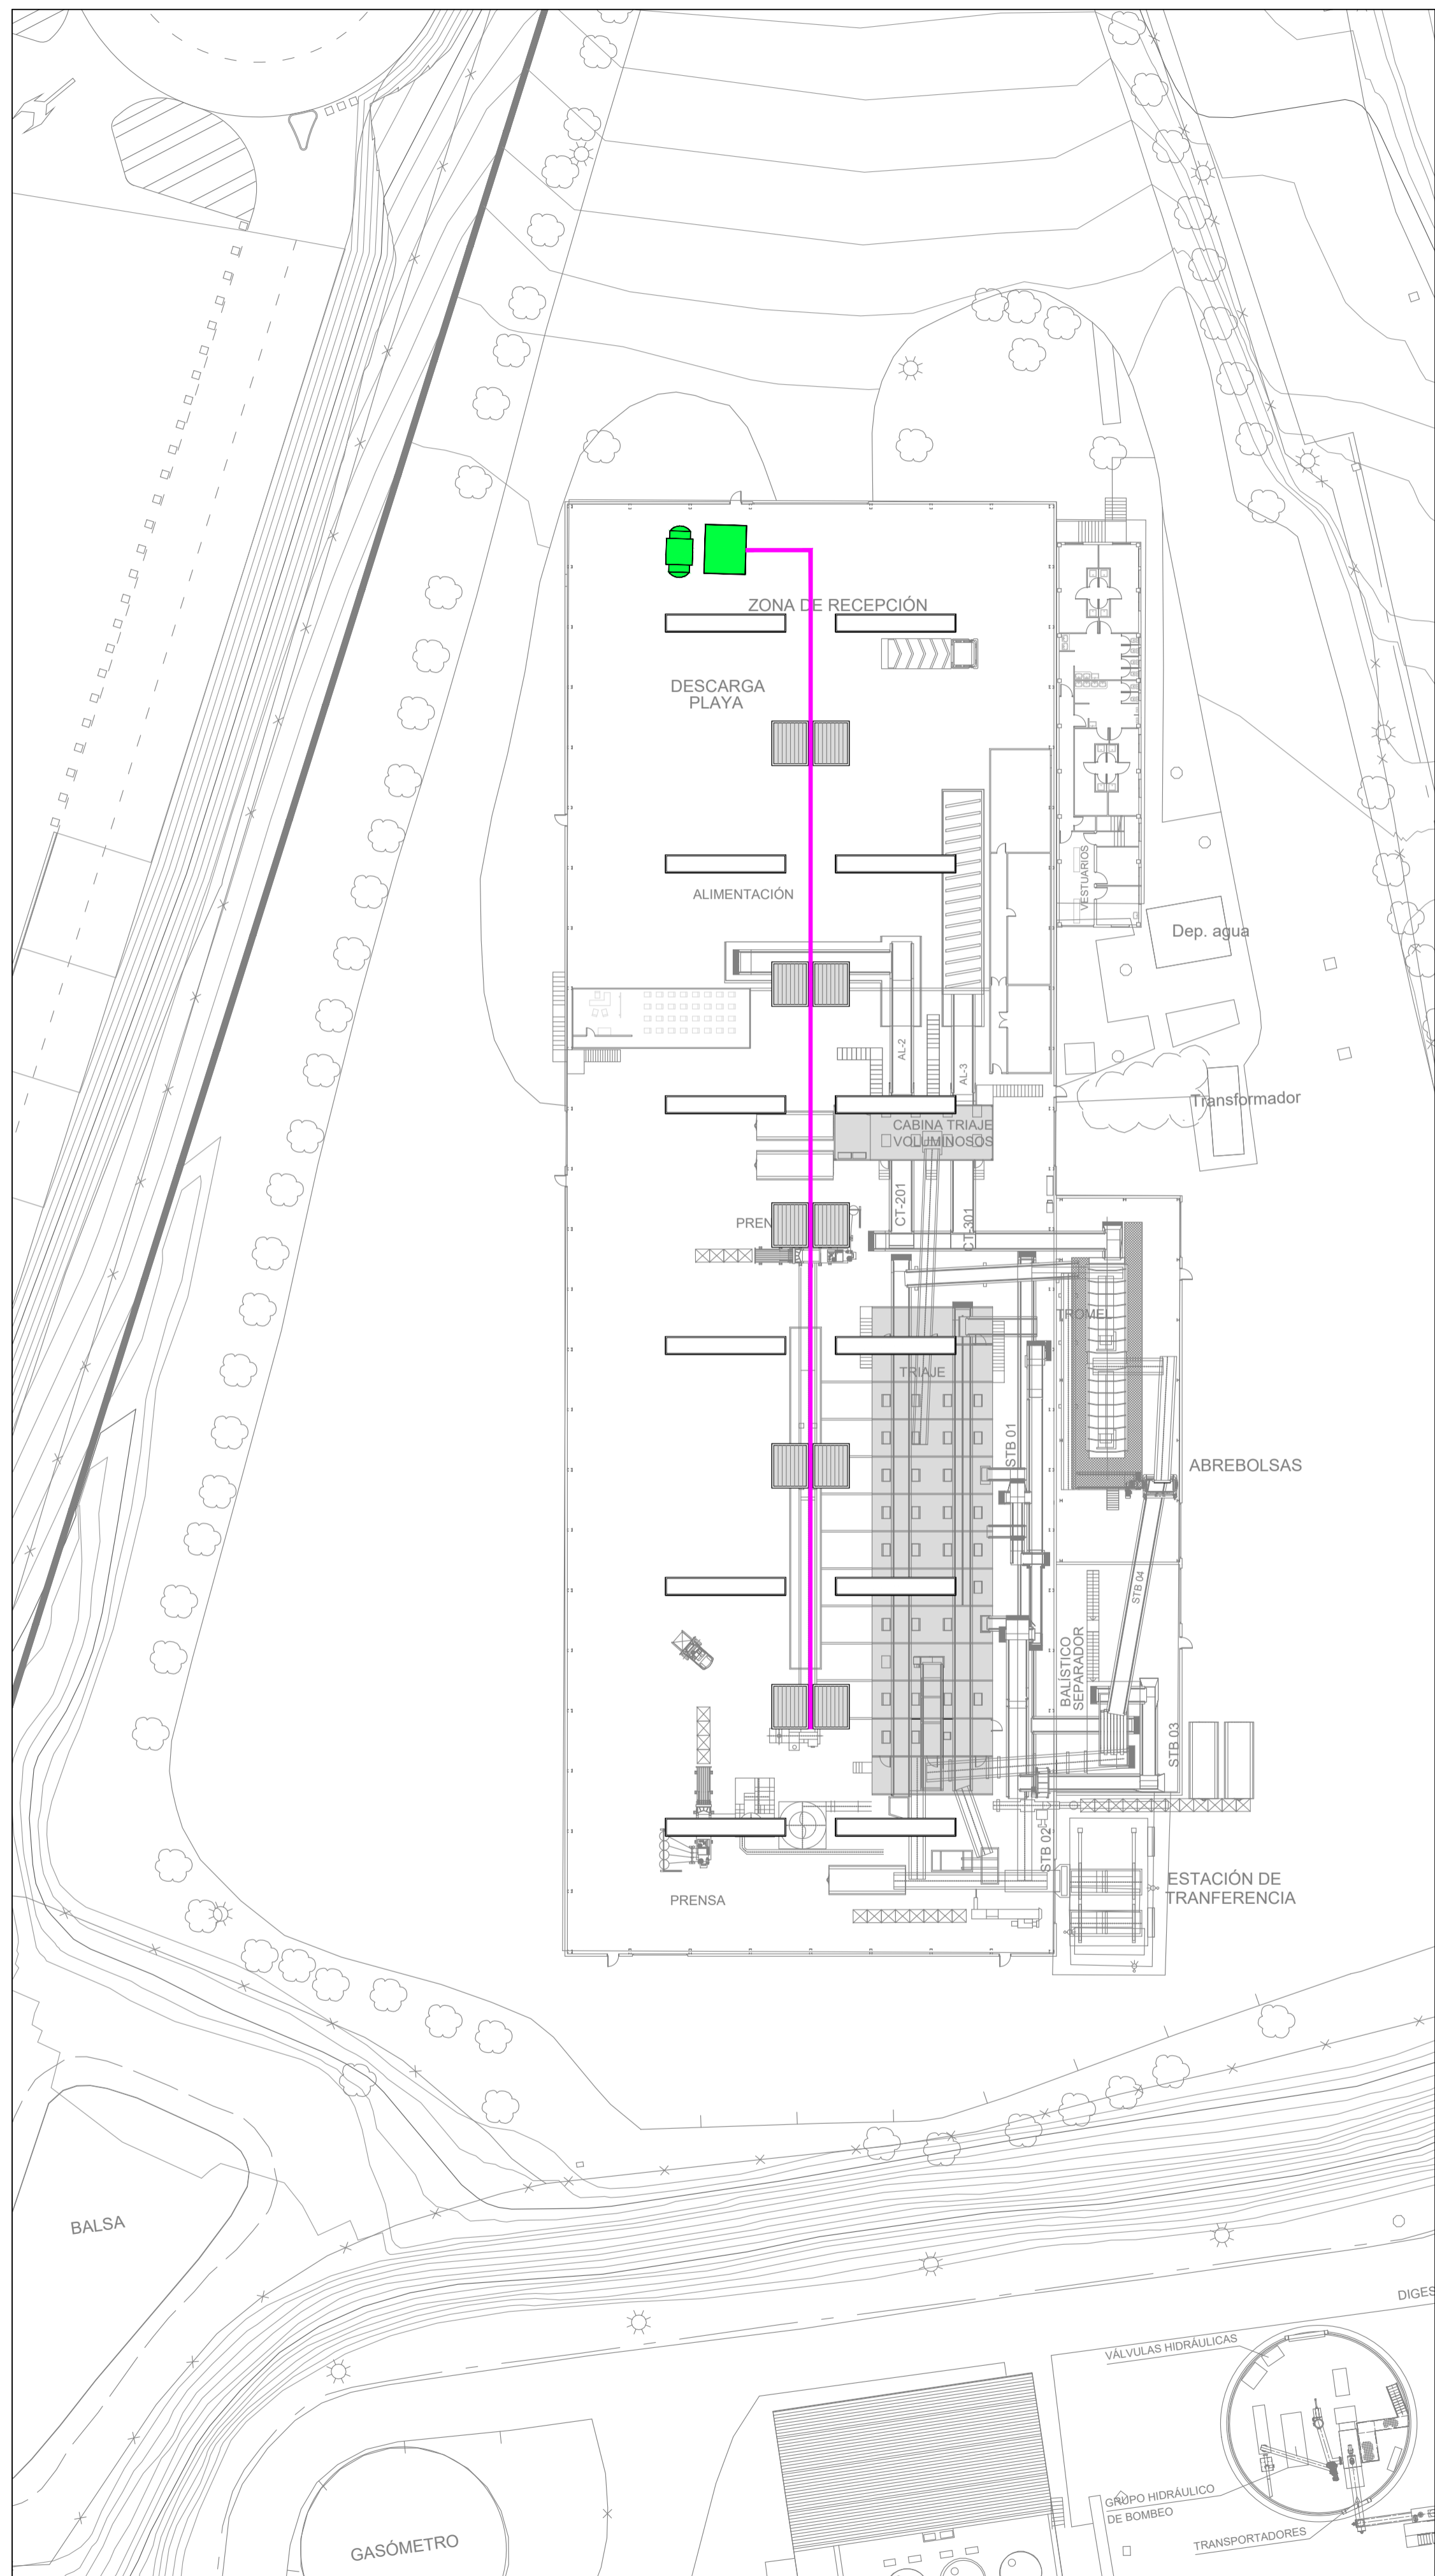 ZONA DE RECEPCIÓN
DESCARGA
PLAYA
ALIMENTACIÓN
VESTUARIOS
Dep. agua
AL-2
AL-3
Transformador
CABINA TRIAJE
VOLUMINOSOS
CT-201
CT-301
PREN
TROMEL
TRIAJE
STB 01
ABREBOLSAS
STB 04
BALÍSTICO
SEPARADOR
STB 03
STB 02
ESTACIÓN DE
TRANFERENCIA
PRENSA
BALSA
DIGES
VÁLVULAS HIDRÁULICAS
GRUPO HIDRÁULICO
DE BOMBEO
TRANSPORTADORES
GASÓMETRO